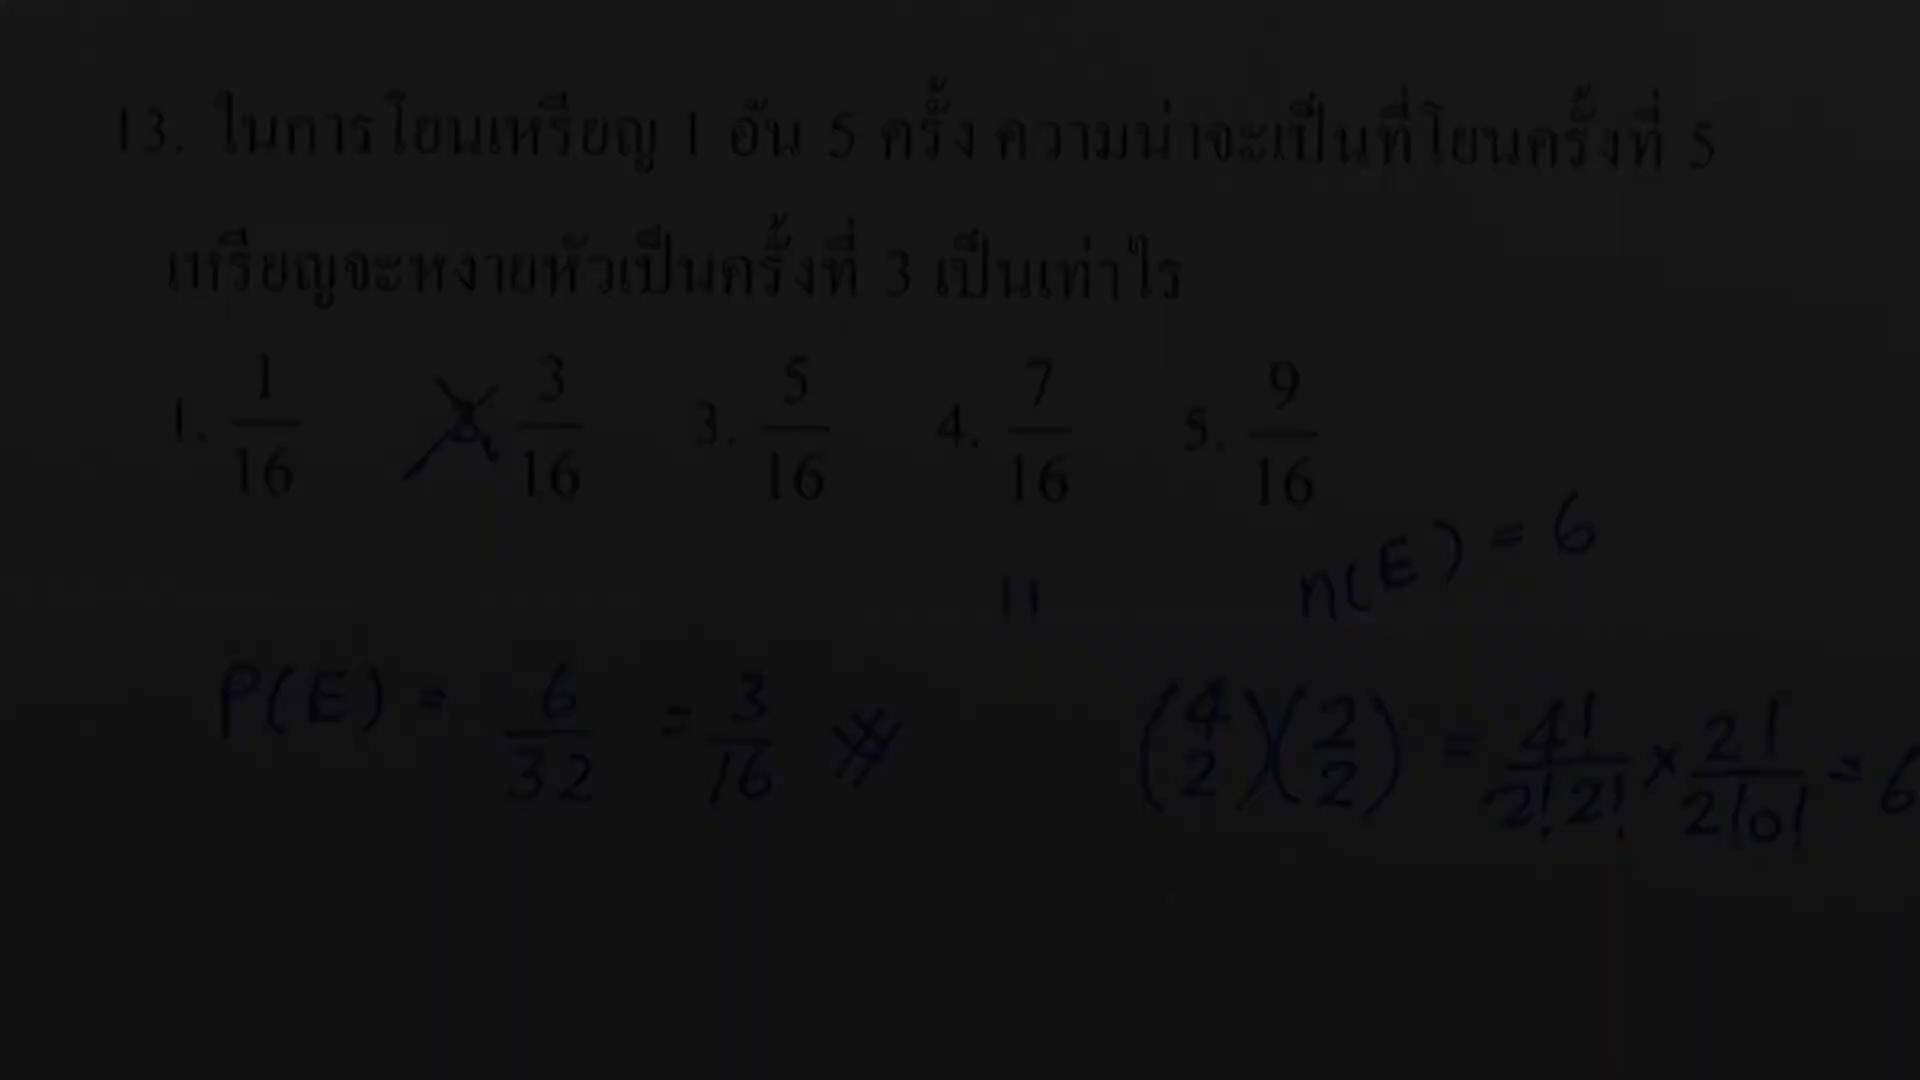 13. ในการโยนเหรียญ 1 อัน 5 ครั้ง ความน่าจะเป็นที่โยนครั้งที่ 5
เหรียญจะหงายหัวเป็นครั้งที่ 3 เป็นเท่าไร
1. 1/16 2. 3/16 3. 5/16 4. 7/16 5. 9/16
n(E) = 6
P(E) = 6/32 = 3/16
(4 2)(2 2) = 4!/2!2! × 2!/2!0! = 6